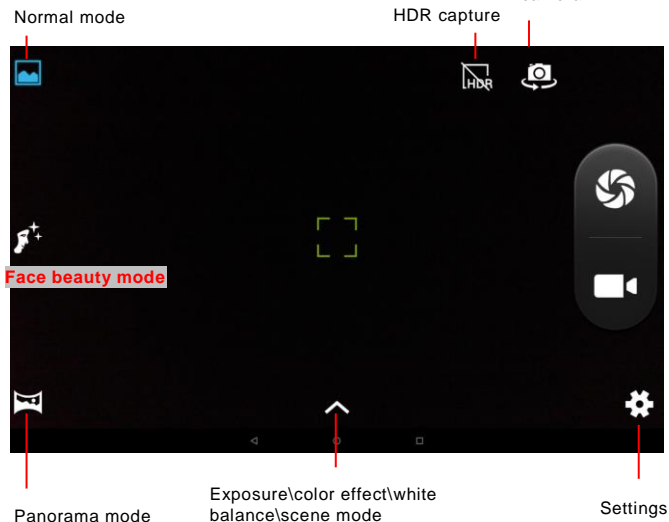 Normal mode
HDR capture
HDR
Face beauty mode
Panorama mode
Exposure\color effect\white
balance\scene mode
Settings